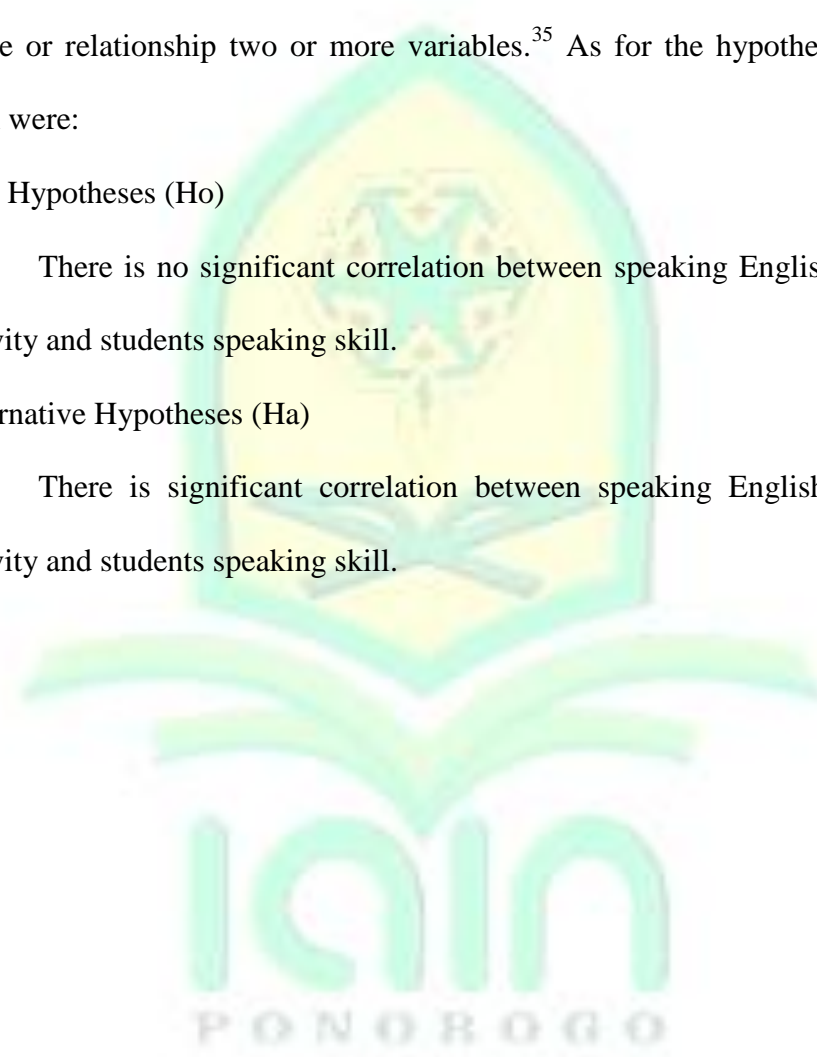 e or relationship two or more variables.35 As for the hypothe
were:
Hypotheses (Ho)
There is no significant correlation between speaking Englis
vity and students speaking skill.
rnative Hypotheses (Ha)
There is significant correlation between speaking English
vity and students speaking skill.
iain
PONOROGO